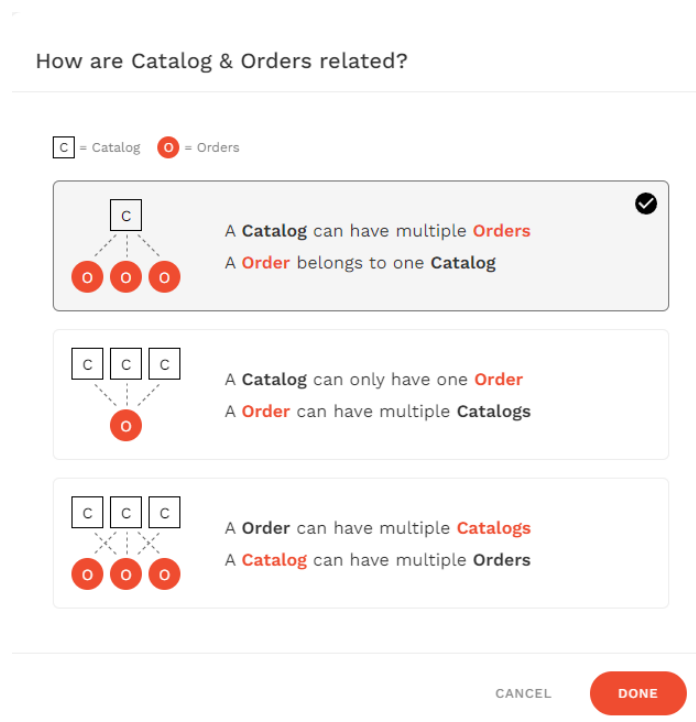 How are Catalog & Orders related?
C = Catalog O = Orders
C
O O O
A Catalog can have multiple Orders
A Order belongs to one Catalog
C C C
O
A Catalog can only have one Order
A Order can have multiple Catalogs
C C C
O O O
A Order can have multiple Catalogs
A Catalog can have multiple Orders
CANCEL DONE